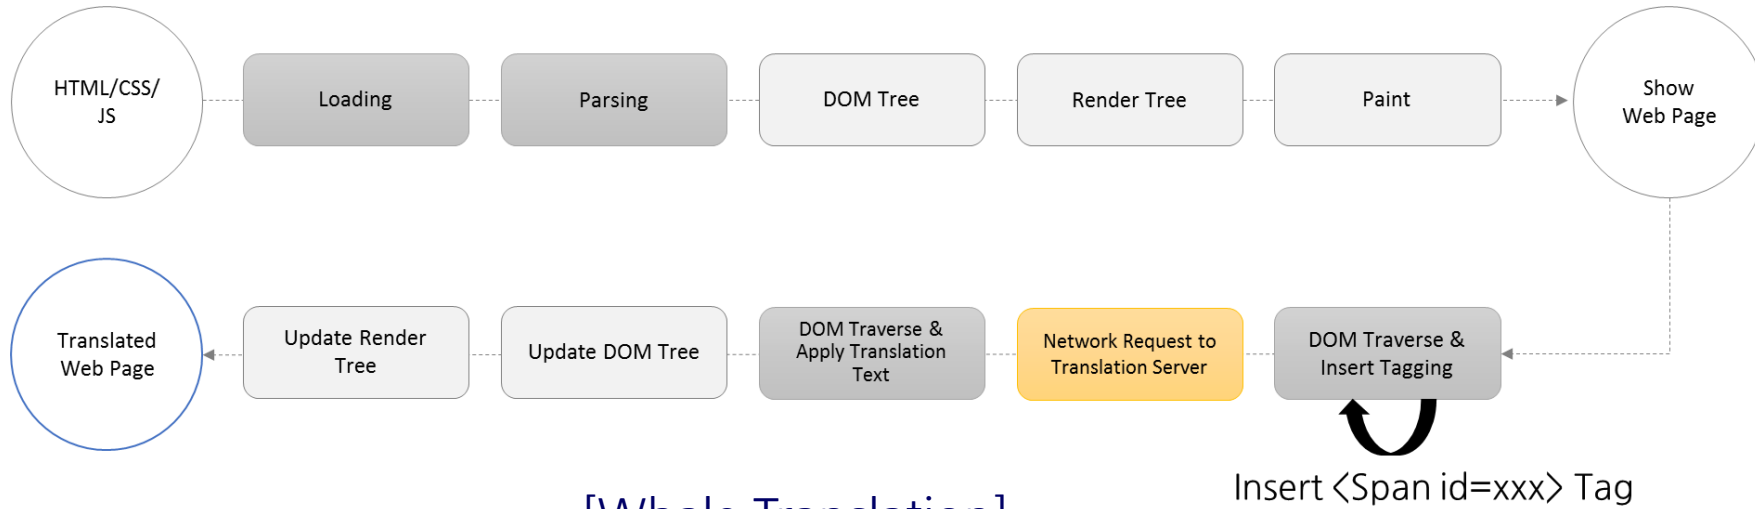 HTML/CSS/
JS
Loading
Parsing
DOM Tree
Render Tree
Paint
Show
Web Page
Translated
Web Page
Update Render
Tree
Update DOM Tree
DOM Traverse &
Apply Translation
Text
Network Request to
Translation Server
DOM Traverse &
Insert Tagging
Insert <Span id=xxx> Tag
[Whale Translation]